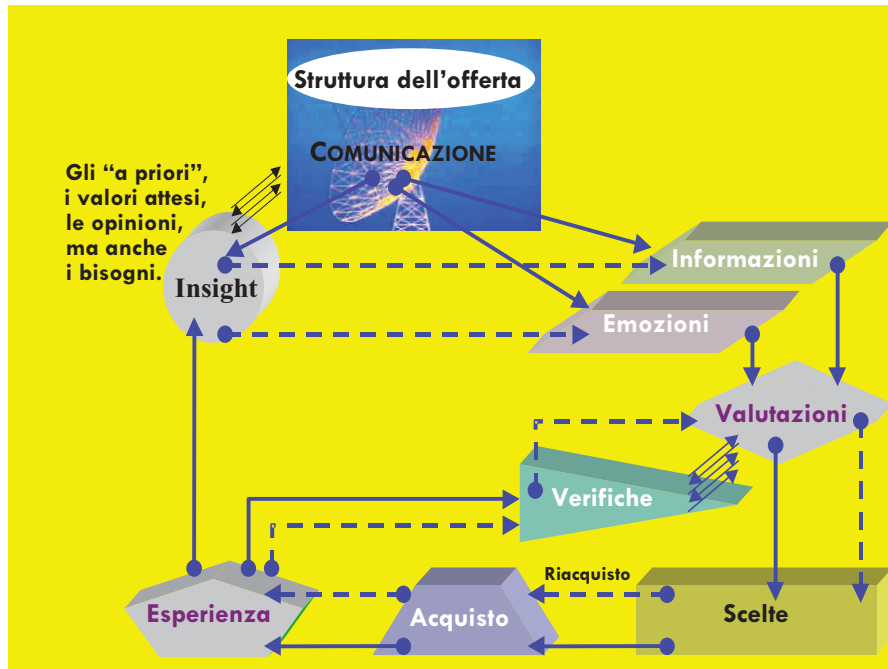 Struttura dell'offerta
COMUNICAZIONE
Gli “a priori”,
i valori attesi,
le opinioni,
ma anche
i bisogni.
Insight
Informazioni
Emozioni
Valutazioni
Verifiche
Riacquisto
Esperienza
Acquisto
Scelte